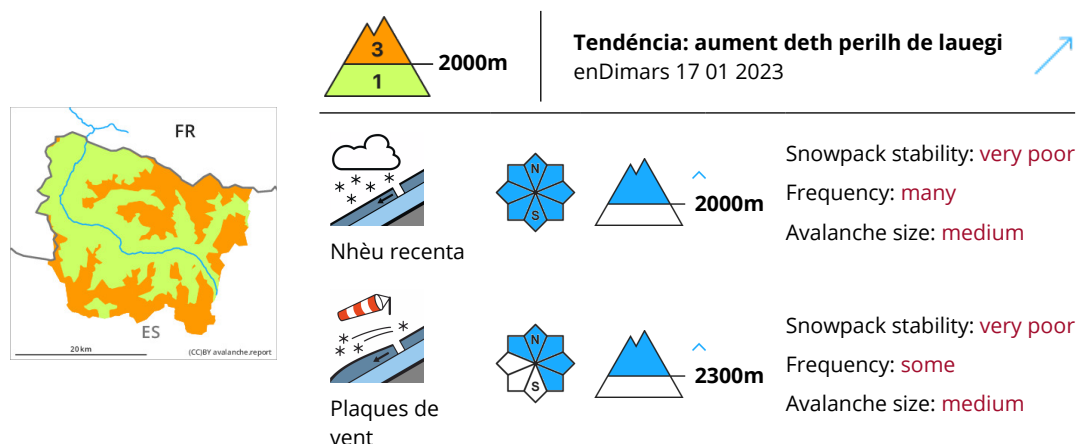 3
1
2000m
Tendéncia: aument deth perilh de lauegi
enDimars 17 01 2023
FR
ES
20 km
(CC)BY avalanche.report
N
S
2000m
Snowpack stability: very poor
Frequency: many
Avalanche size: medium
Nhèu recenta
N
S
2300m
Snowpack stability: very poor
Frequency: some
Avalanche size: medium
Plaques de
vent